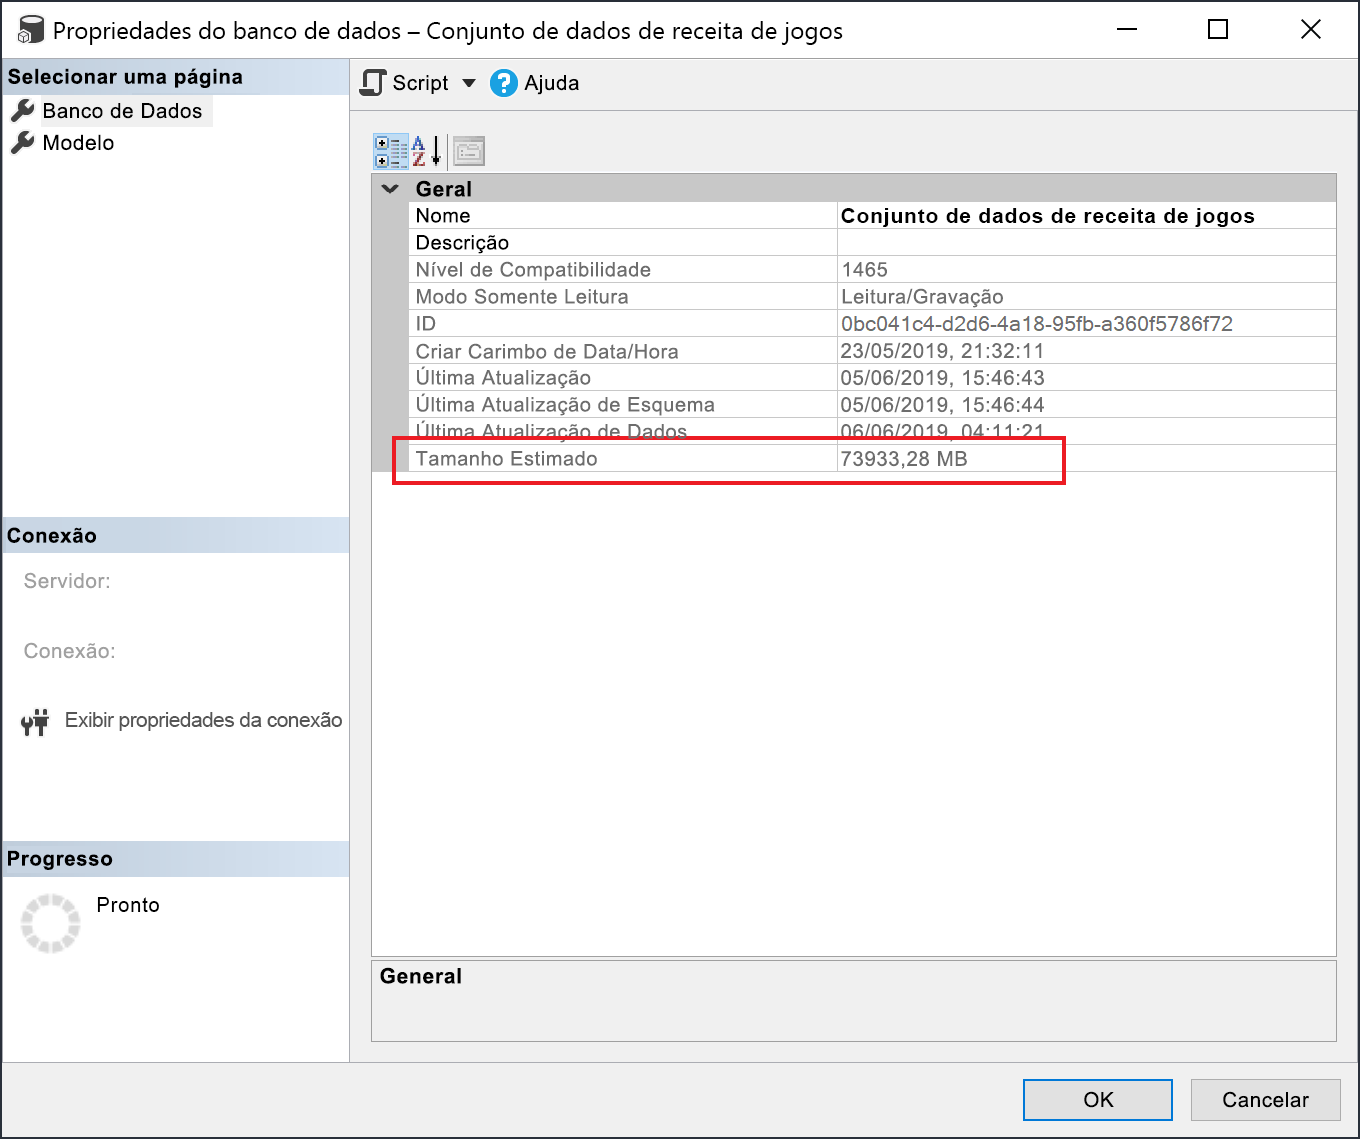 Propriedades do banco de dados – Conjunto de dados de receita de jogos
Selecionar uma página
Banco de Dados
Modelo
Script
? Ajuda
A
Z
Geral
Nome Conjunto de dados de receita de jogos
Descrição
Nível de Compatibilidade 1465
Modo Somente Leitura Leitura/Gravação
ID 0bc041c4-d2d6-4a18-95fb-a360f5786f72
Criar Carimbo de Data/Hora 23/05/2019, 21:32:11
Última Atualização 05/06/2019, 15:46:43
Última Atualização de Esquema 05/06/2019, 15:46:44
Última Atualização de Dados 06/06/2019, 04:11:21
Tamanho Estimado 73933,28 MB
Conexão
Servidor:
Conexão:
Exibir propriedades da conexão
Progresso
Pronto
General
OK
Cancelar